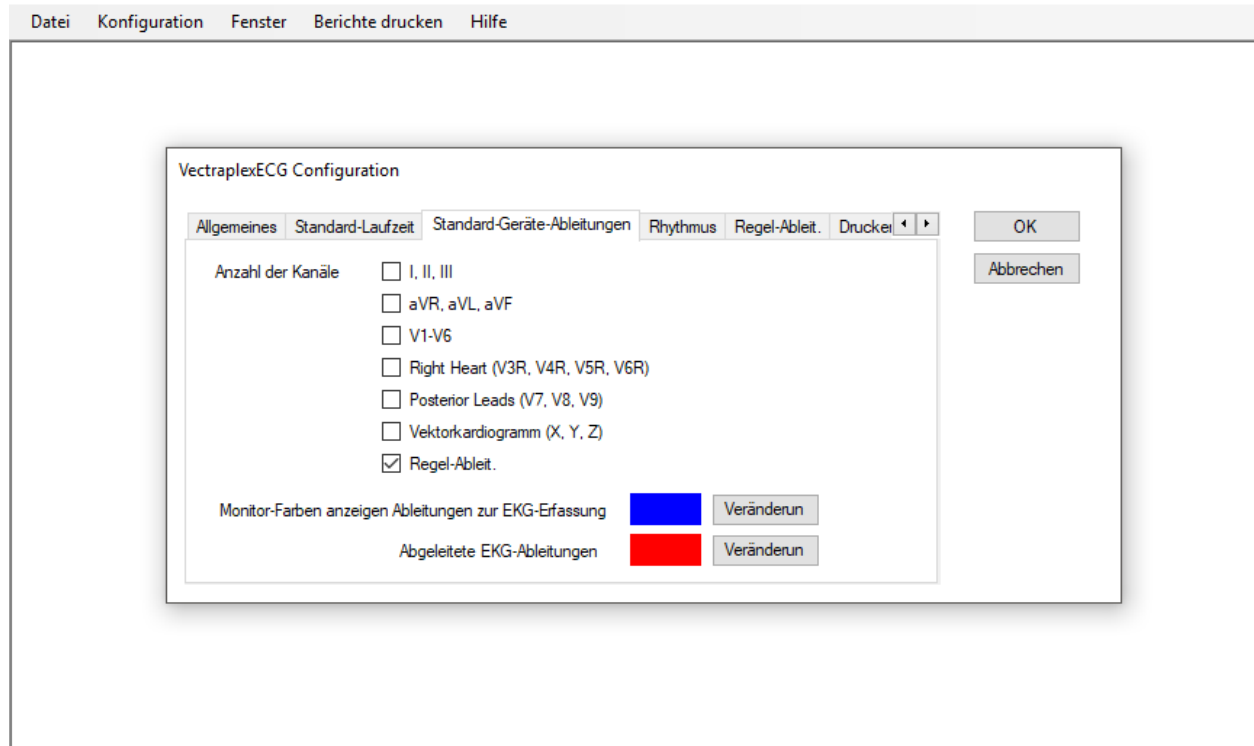 Datei Konfiguration Fenster Berichte drucken Hilfe
VectraplexECG Configuration
Allgemeines Standard-Laufzeit Standard-Geräte-Ableitungen Rhythmus Regel-Ableit. Drucker
OK
Abbrechen
Anzahl der Kanäle
I, II, III
aVR, aVL, aVF
V1-V6
Right Heart (V3R, V4R, V5R, V6R)
Posterior Leads (V7, V8, V9)
Vektorkardiogramm (X, Y, Z)
Regel-Ableit.
Monitor-Farben anzeigen Ableitungen zur EKG-Erfassung Veränderun
Abgeleitete EKG-Ableitungen Veränderun